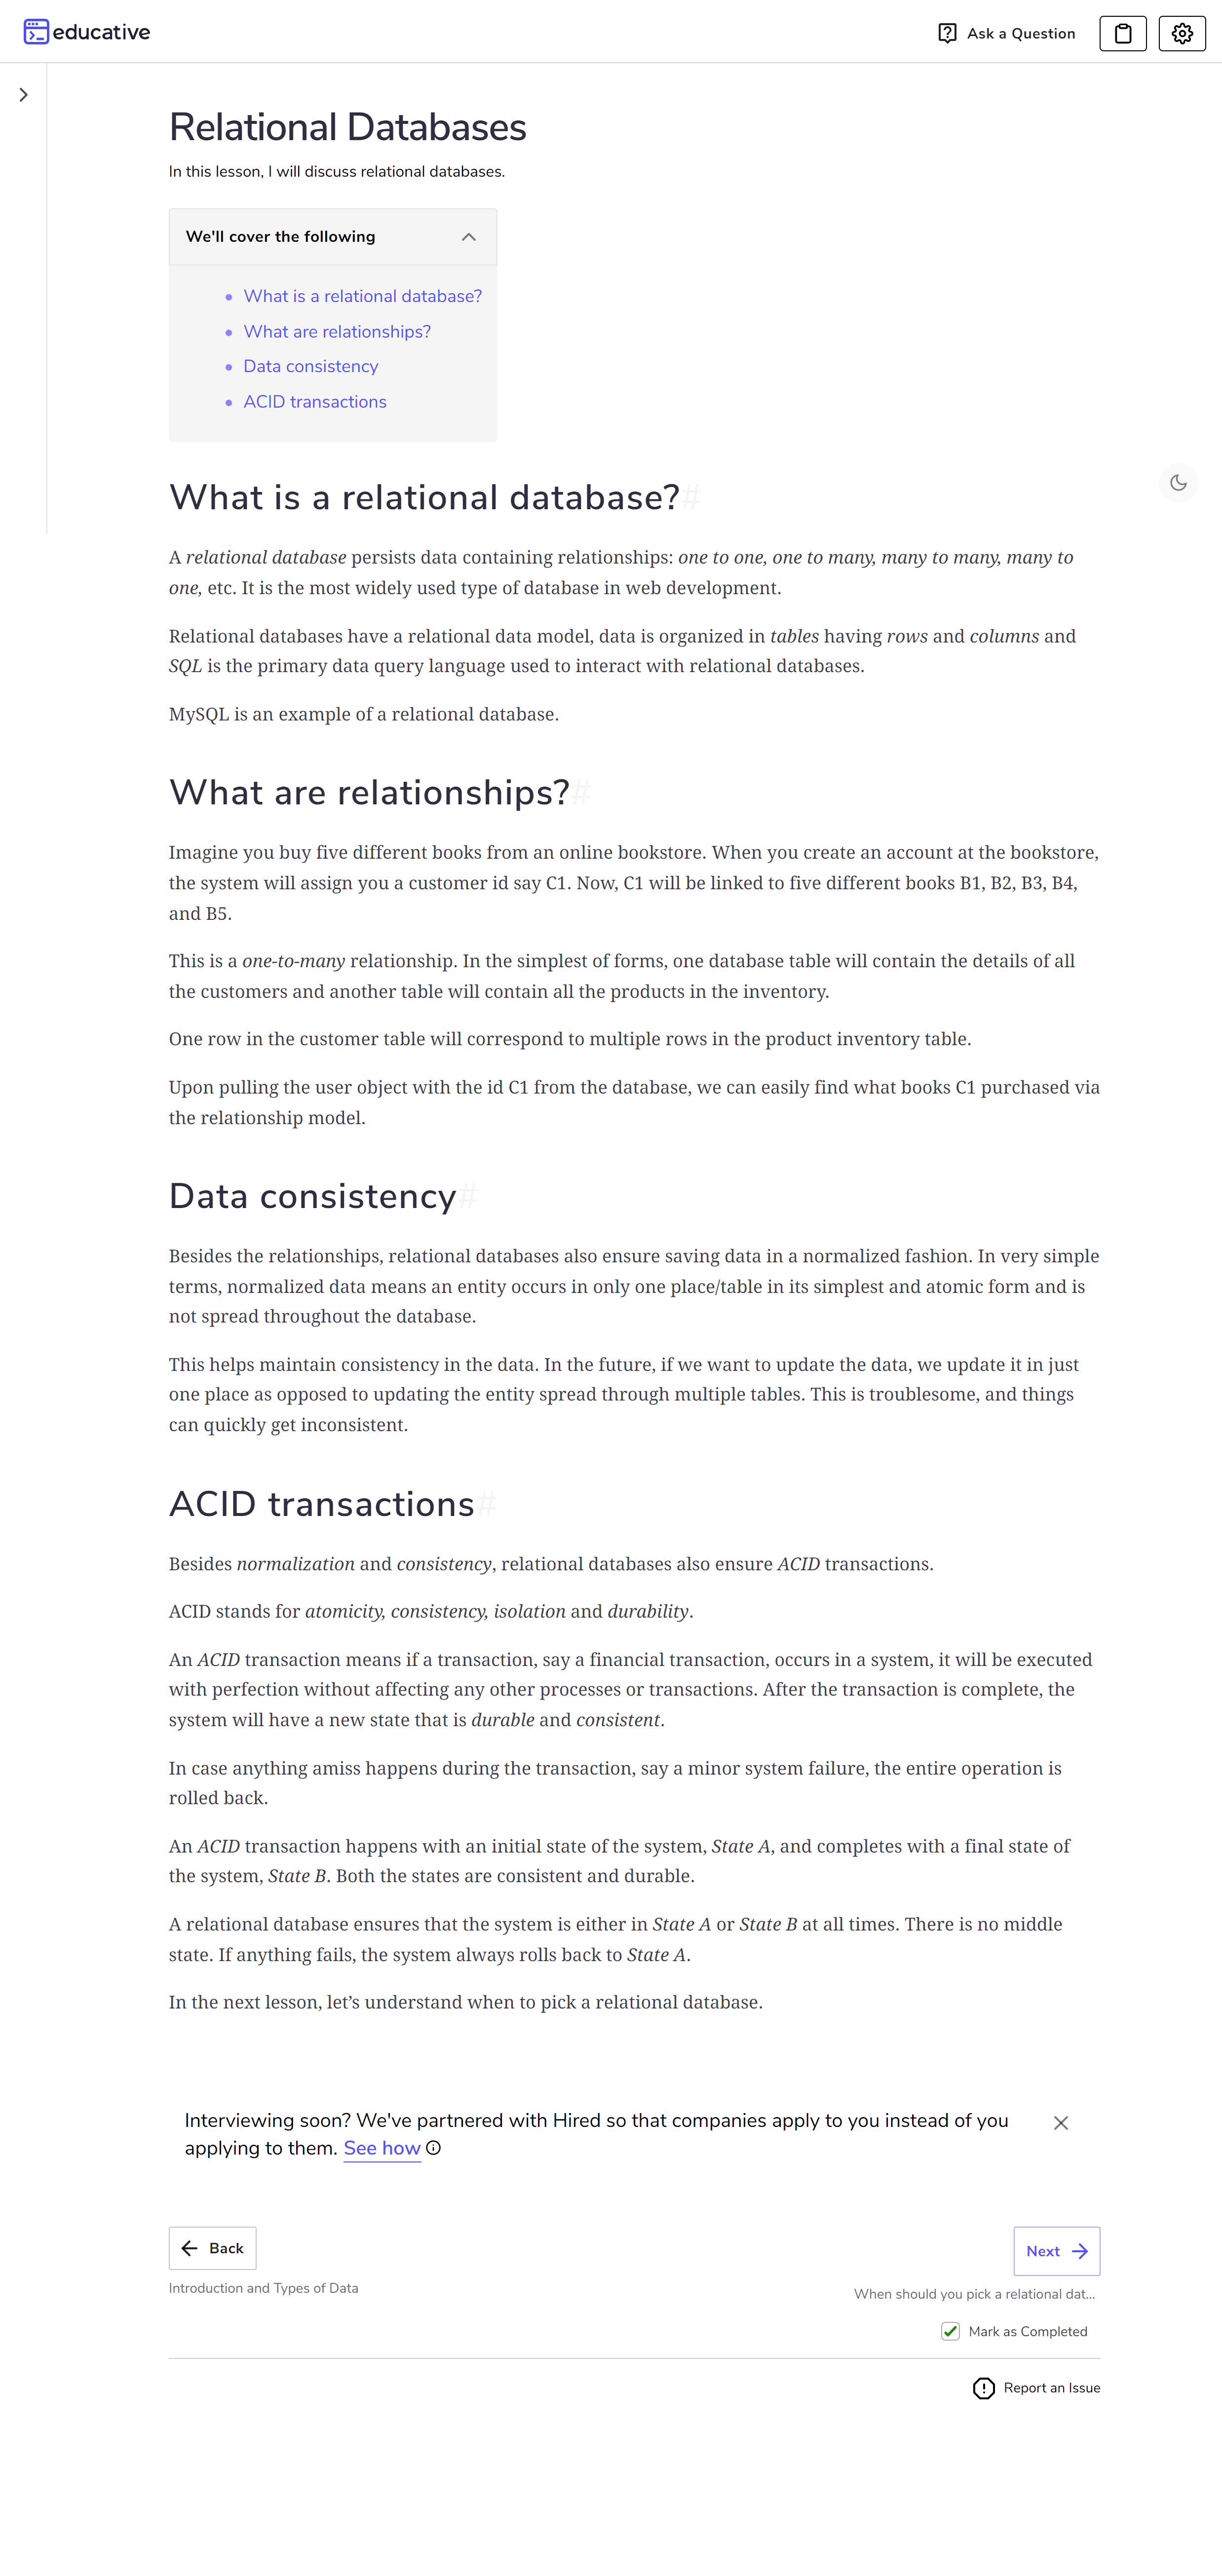 educative
Ask a Question
Relational Databases
In this lesson, I will discuss relational databases.
We'll cover the following
What is a relational database?
What are relationships?
Data consistency
ACID transactions
What is a relational database?#
A relational database persists data containing relationships: one to one, one to many, many to many, many to
one, etc. It is the most widely used type of database in web development.
Relational databases have a relational data model, data is organized in tables having rows and columns and
SQL is the primary data query language used to interact with relational databases.
MySQL is an example of a relational database.
What are relationships?#
Imagine you buy five different books from an online bookstore. When you create an account at the bookstore,
the system will assign you a customer id say C1. Now, C1 will be linked to five different books B1, B2, B3, B4,
and B5.
This is a one-to-many relationship. In the simplest of forms, one database table will contain the details of all
the customers and another table will contain all the products in the inventory.
One row in the customer table will correspond to multiple rows in the product inventory table.
Upon pulling the user object with the id C1 from the database, we can easily find what books C1 purchased via
the relationship model.
Data consistency#
Besides the relationships, relational databases also ensure saving data in a normalized fashion. In very simple
terms, normalized data means an entity occurs in only one place/table in its simplest and atomic form and is
not spread throughout the database.
This helps maintain consistency in the data. In the future, if we want to update the data, we update it in just
one place as opposed to updating the entity spread through multiple tables. This is troublesome, and things
can quickly get inconsistent.
ACID transactions#
Besides normalization and consistency, relational databases also ensure ACID transactions.
ACID stands for atomicity, consistency, isolation and durability.
An ACID transaction means if a transaction, say a financial transaction, occurs in a system, it will be executed
with perfection without affecting any other processes or transactions. After the transaction is complete, the
system will have a new state that is durable and consistent.
In case anything amiss happens during the transaction, say a minor system failure, the entire operation is
rolled back.
An ACID transaction happens with an initial state of the system, State A, and completes with a final state of
the system, State B. Both the states are consistent and durable.
A relational database ensures that the system is either in State A or State B at all times. There is no middle
state. If anything fails, the system always rolls back to State A.
In the next lesson, let’s understand when to pick a relational database.
Interviewing soon? We've partnered with Hired so that companies apply to you instead of you
applying to them. See how
Back
Next
Introduction and Types of Data
When should you pick a relational dat...
Mark as Completed
Report an Issue